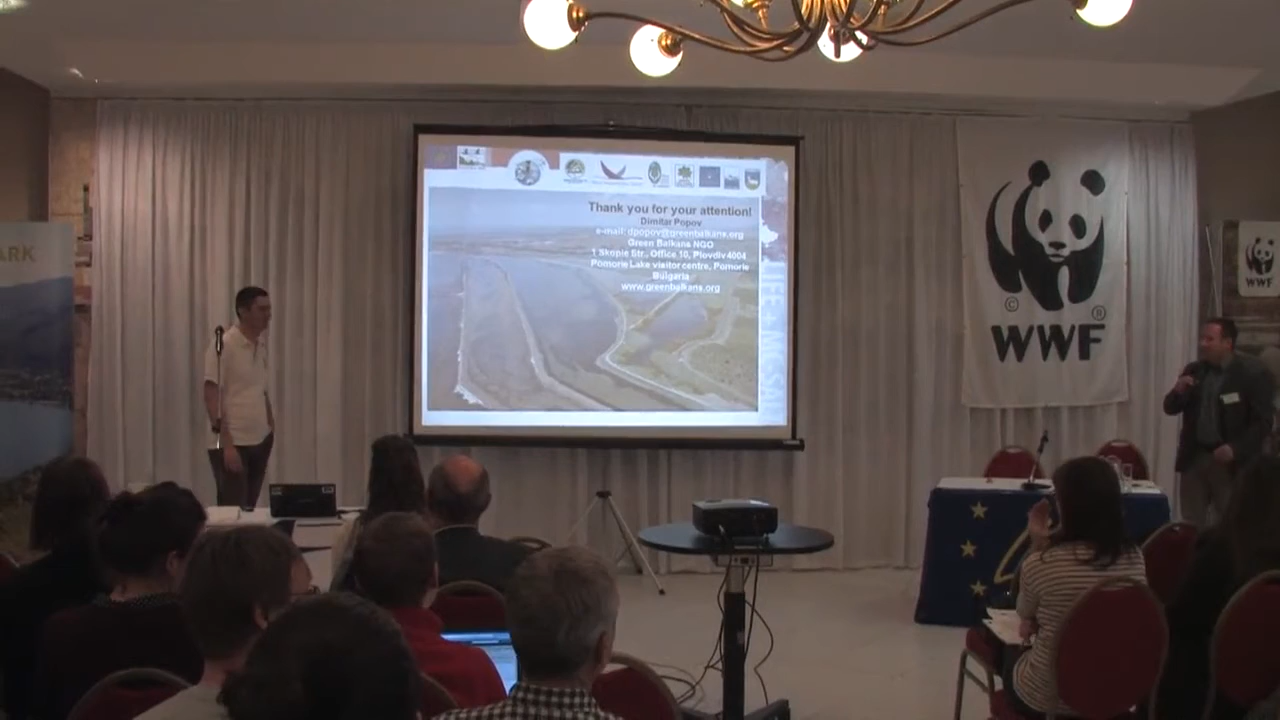 ARK
Thank you for your attention!
Dimitar Popov
e-mail: dpopov@greenbalkans.org
Green Balkans NGO
1 Skopie Str., Office 10, Plovdiv 4004
Pomorie Lake visitor centre, Pomorie
Bulgaria
www.greenbalkans.org
© ®
WWF
WWF